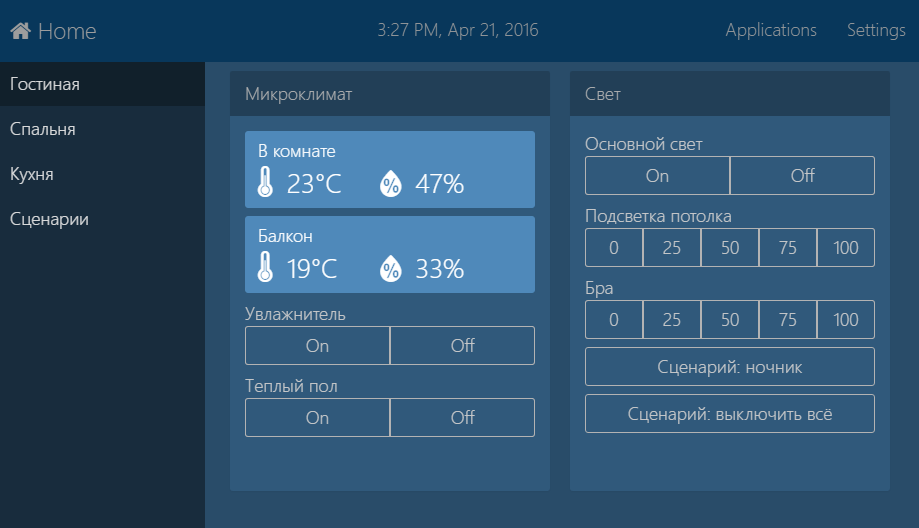 Home
3:27 PM, Apr 21, 2016
Applications
Settings
Гостиная
Спальня
Кухня
Сценарии
Микроклимат
В комнате
23°C % 47%
Балкон
19°C % 33%
Увлажнитель
On Off
Теплый пол
On Off
Свет
Основной свет
On Off
Подсветка потолка
0 25 50 75 100
Бра
0 25 50 75 100
Сценарий: ночник
Сценарий: выключить всё